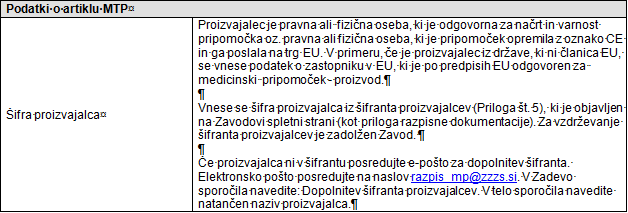 Podatki o artiklu MTP¤
Proizvajalec je pravna ali fizična oseba, ki je odgovorna za načrt in varnost
pripomočka oz. pravna ali fizična oseba, ki je pripomoček opremila z oznako CE
in ga poslala na trg EU. V primeru, če je proizvajalec iz države, ki ni članica EU,
se vnese podatek o zastopniku v EU, ki je po predpisih EU odgovoren za
medicinski pripomoček - proizvod.¶
¶
Vnese se šifra proizvajalca iz šifranta proizvajalcev (Priloga št. 5), ki je objavljen
Šifra proizvajalca¤
na Zavodovi spletni strani (kot priloga razpisne dokumentacije). Za vzdrževanje
šifranta proizvajalcev je zadolžen Zavod. ¶
¶
Če proizvajalca ni v šifrantu posredujte e-pošto za dopolnitev šifranta.
Elektronsko pošto posredujte na naslov razpis_mp@zzzs.si. V Zadevo
sporočila navedite: Dopolnitev šifranta proizvajalcev. V telo sporočila navedite
natančen naziv proizvajalca.¶